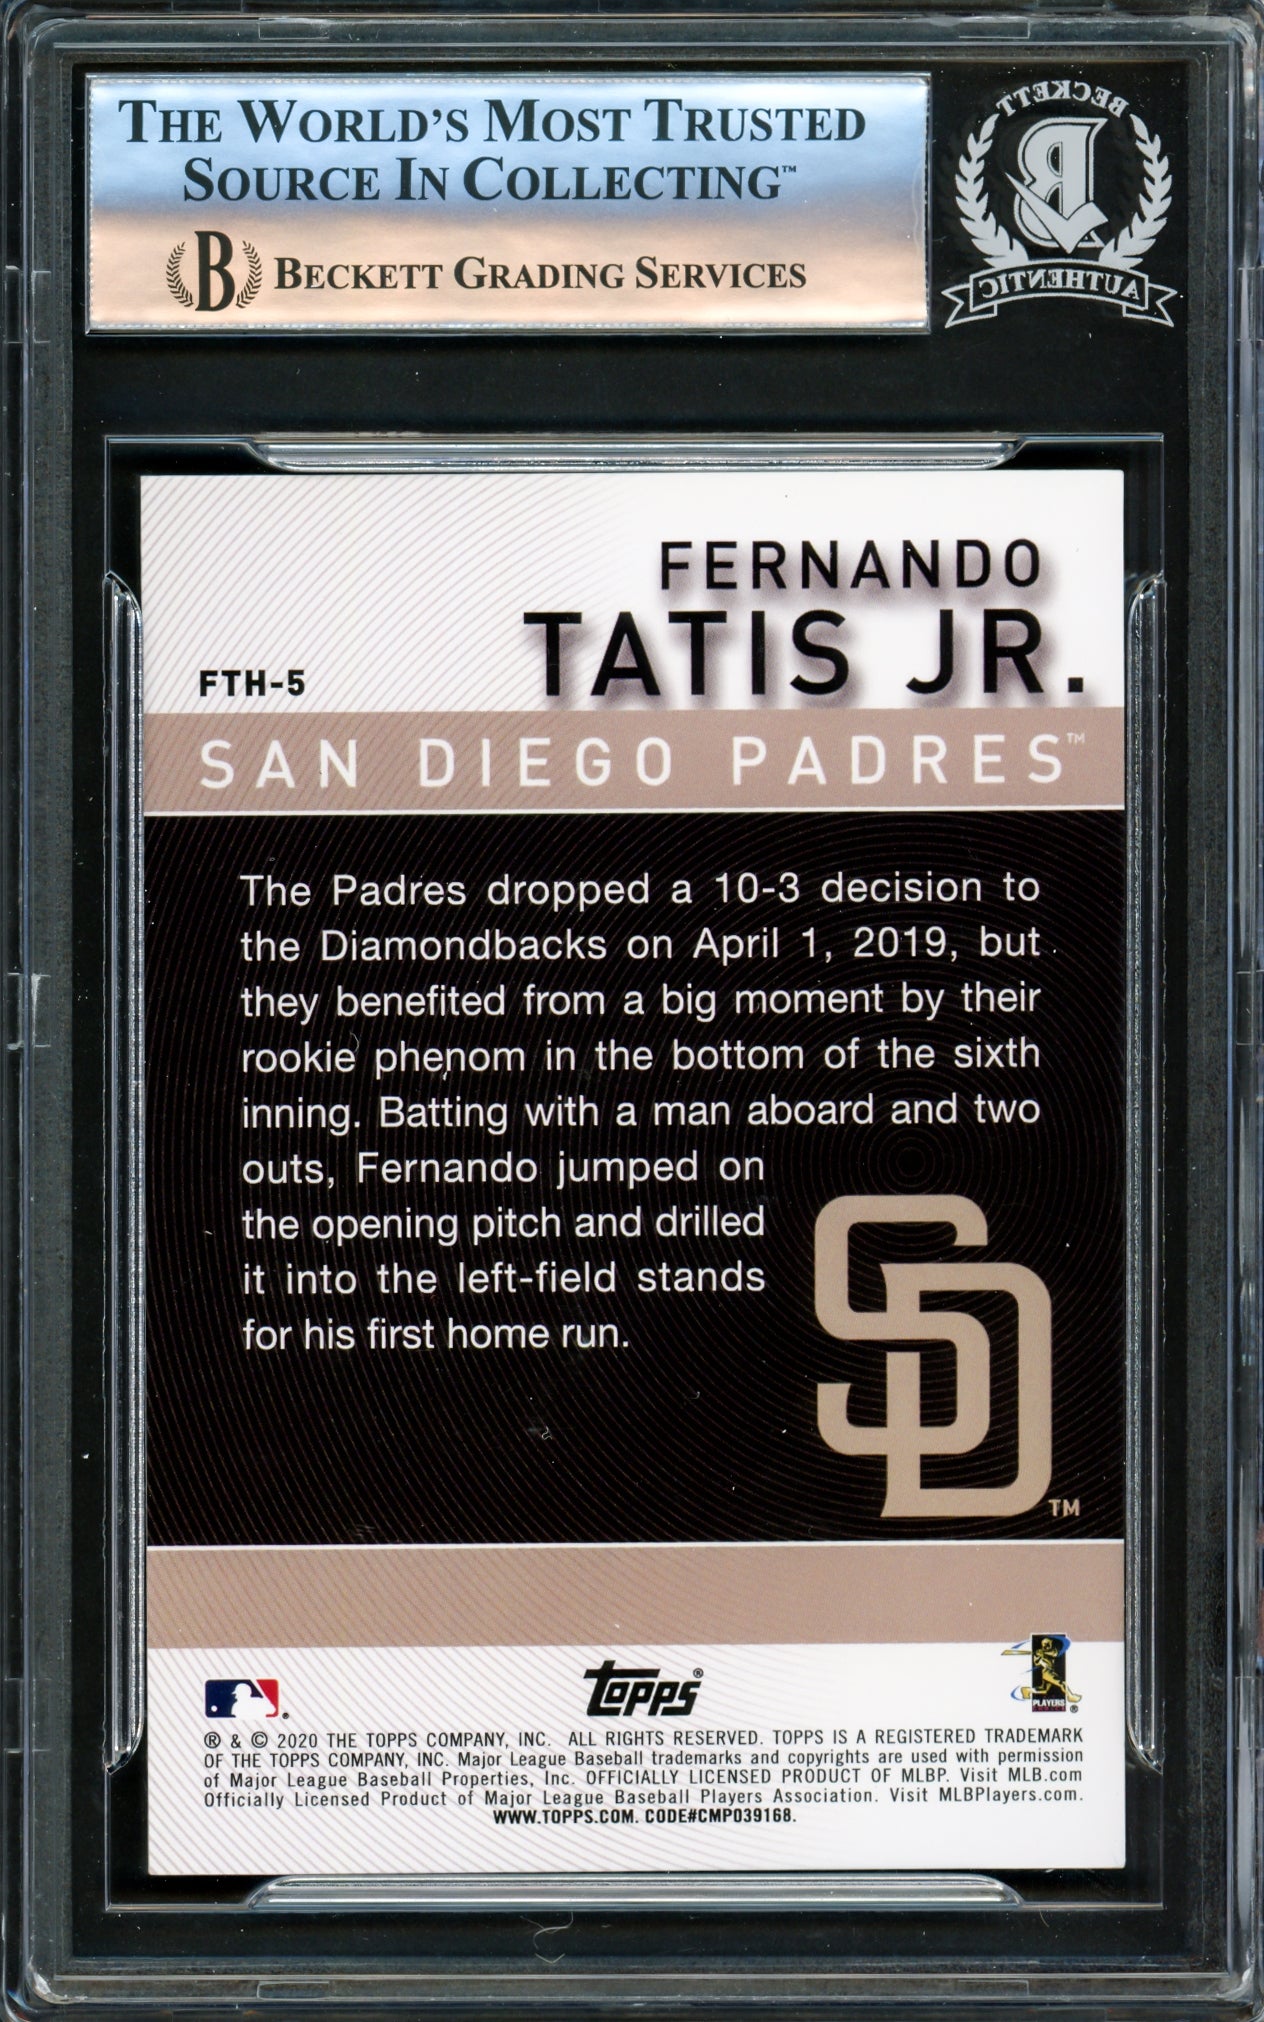 THE WORLD'S MOST TRUSTED
SOURCE IN COLLECTING™
B BECKETT GRADING SERVICES
BECKETT
B
AUTHENTIC
FERNANDO
TATIS JR.
FTH-5
SAN DIEGO PADRES™
The Padres dropped a 10-3 decision to
the Diamondbacks on April 1, 2019, but
they benefited from a big moment by their
rookie phenom in the bottom of the sixth
inning. Batting with a man aboard and two
outs, Fernando jumped on
the opening pitch and drilled
it into the left-field stands
for his first home run.
SD™
topps®
PLAYERS
CHOICE ®
® & © 2020 THE TOPPS COMPANY, INC. ALL RIGHTS RESERVED. TOPPS IS A REGISTERED TRADEMARK
OF THE TOPPS COMPANY, INC. Major League Baseball trademarks and copyrights are used with permission
of Major League Baseball Properties, Inc. OFFICIALLY LICENSED PRODUCT OF MLBP. Visit MLB.com
Officially Licensed Product of Major League Baseball Players Association. Visit MLBPlayers.com.
WWW.TOPPS.COM. CODE#CMP039168.